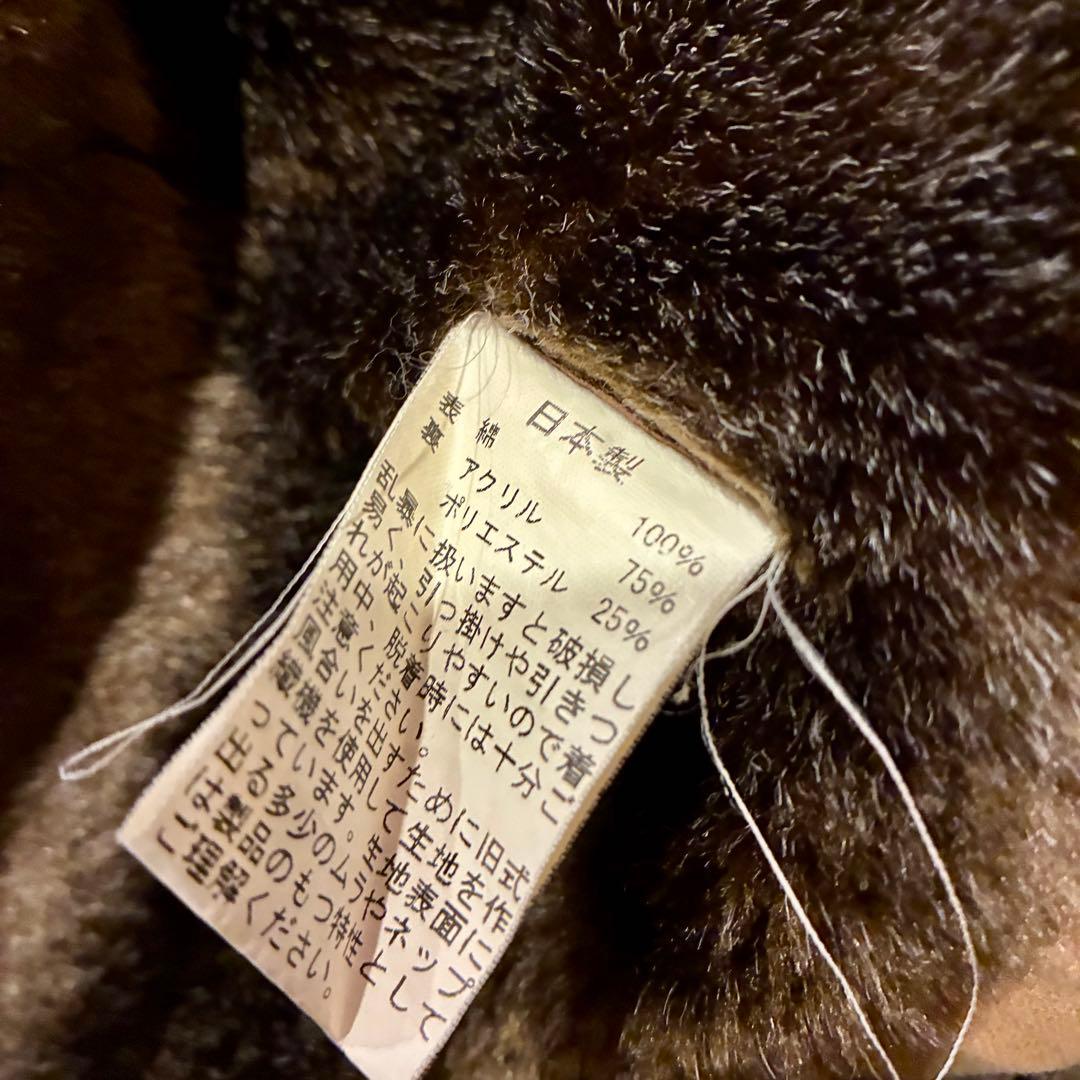 日本製
表 綿 100%
裏 アクリル 75%
ポリエステル 25%
乱暴に扱いますと破損し
易く、引っ掛けや引きつ
れが起こりやすいので着
用中、脱着時には十分ご
注意ください。
風合いを出すために旧式
織機を使用して生地を作
っています。生地表面に
出る多少のムラやネップ
は製品のもつ特性として
ご理解ください。